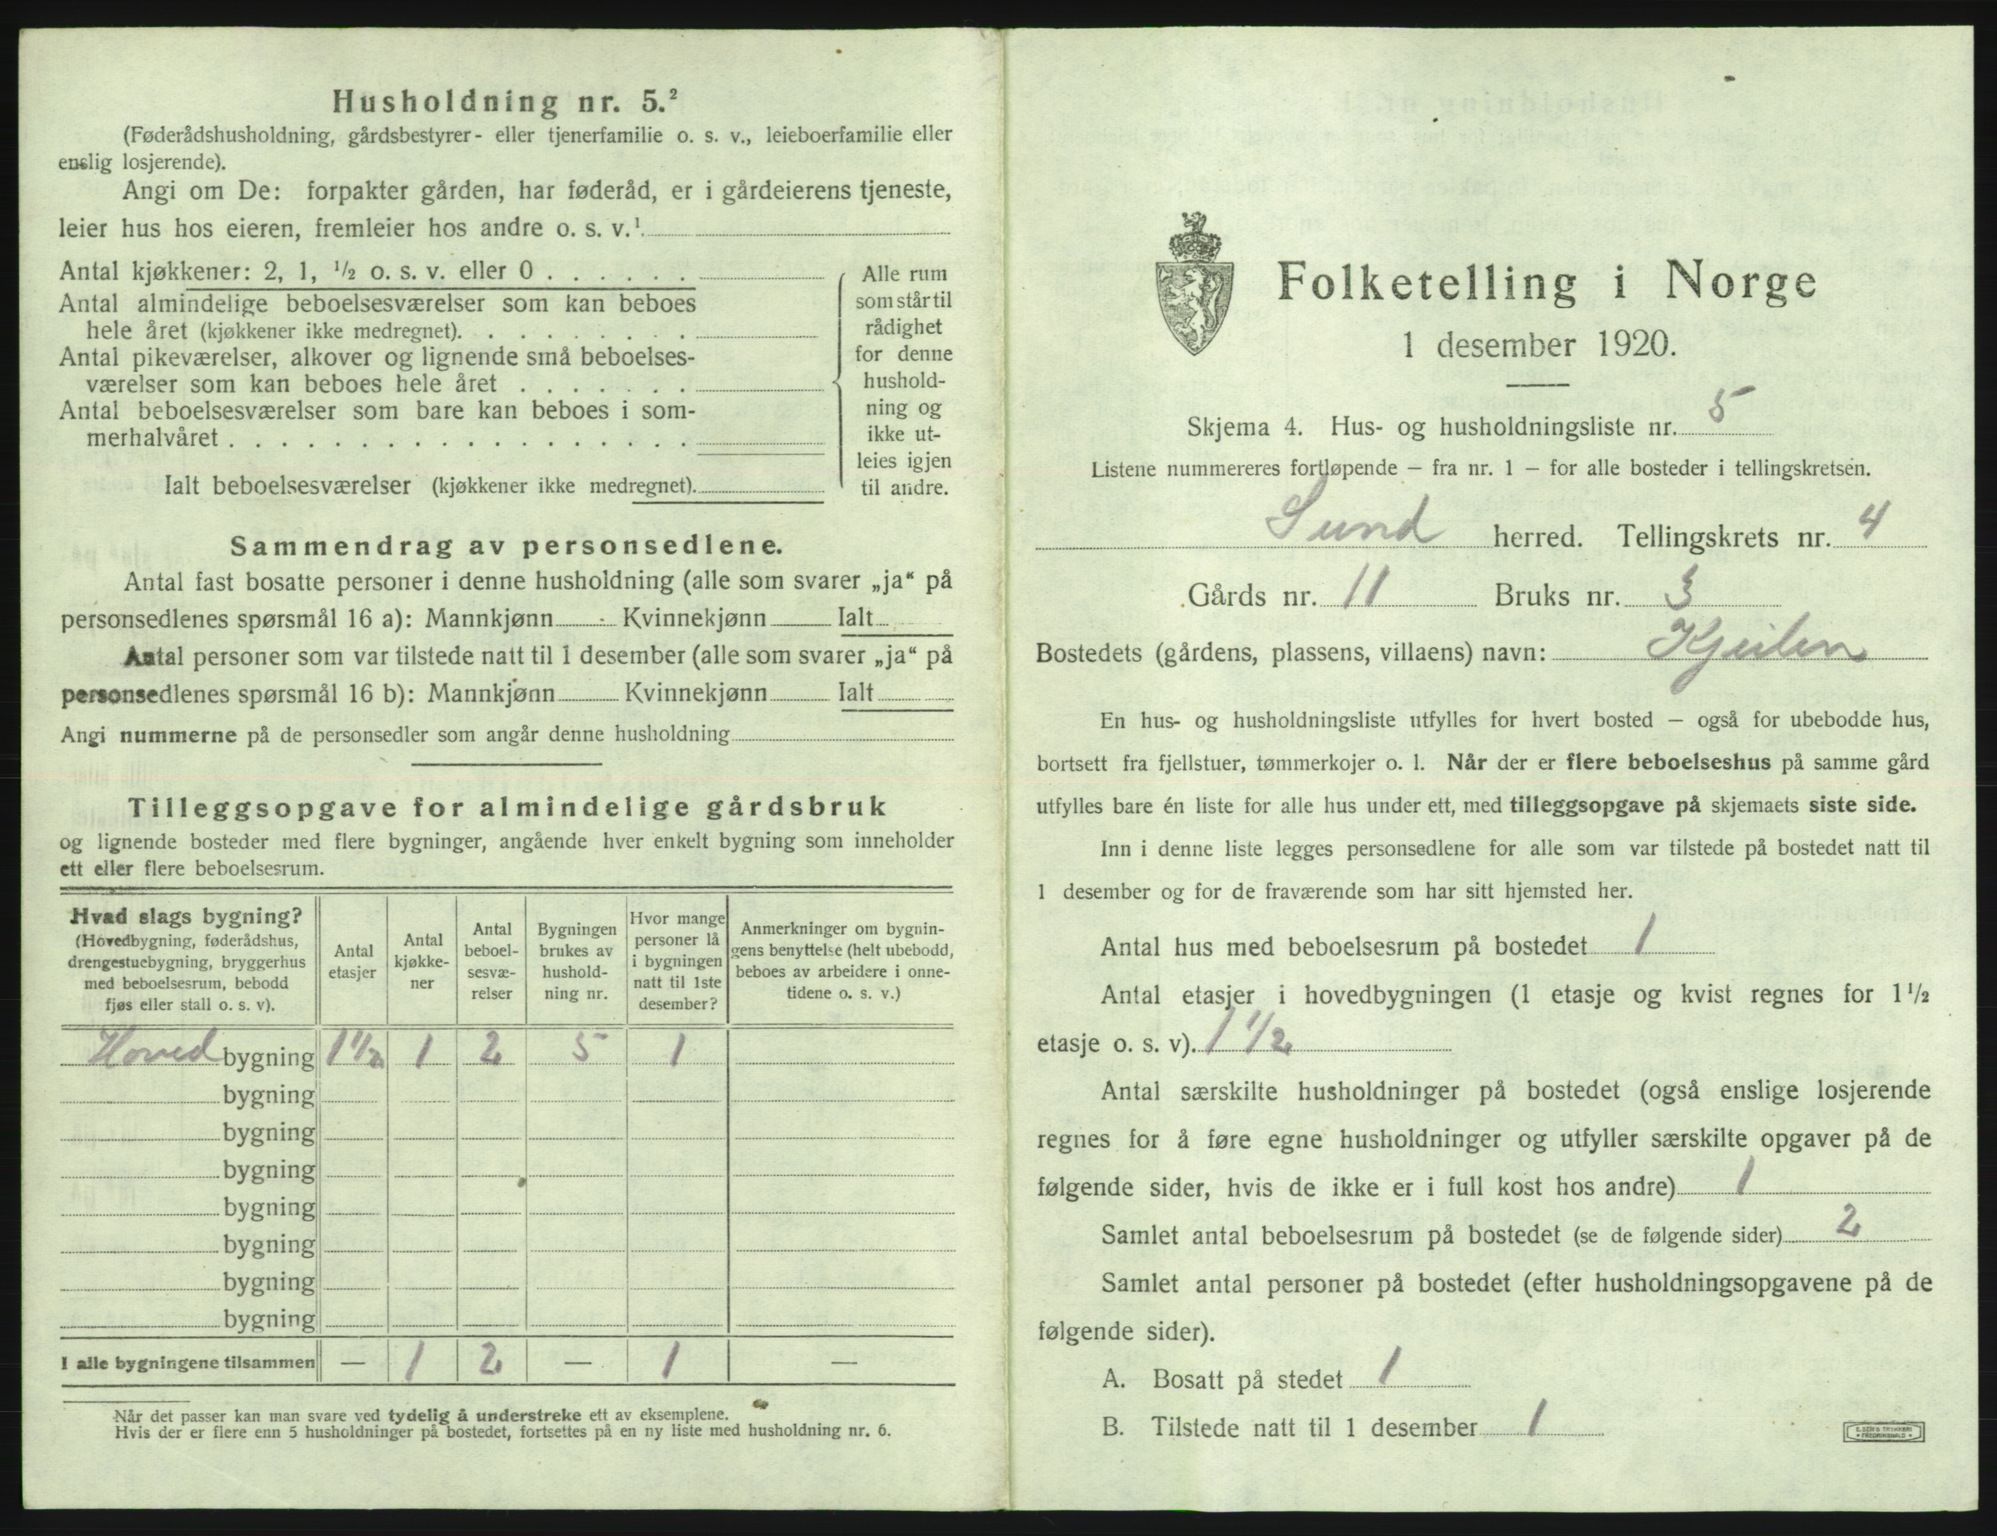 Husholdning nr. 5.²
(Føderådshusholdning, gårdsbestyrer- eller tjenerfamilie o. s. v., leieboerfamilie eller
enslig losjerende).
Angi om De: forpakter gården, har føderåd, er i gårdeierens tjeneste,
leier hus hos eieren, fremleier hos andre o. s. v.¹
Antal kjøkkener: 2, 1, ½ o. s. v. eller 0 . . . . . .
Antal almindelige beboelsesværelser som kan beboes
hele året (kjøkkener ikke medregnet). . . . . . . . .
Antal pikeværelser, alkover og lignende små beboelses-
værelser som kan beboes hele året . . . . . . .
Antal beboelsesværelser som bare kan beboes i som-
merhalvåret . . . . . . . . . . . . . . . . . .
Ialt beboelsesværelser (kjøkkener ikke medregnet).
Alle rum
som står til
rådighet
for denne
hushold-
ning og
ikke ut-
leies igjen
til andre.
Sammendrag av personsedlene.
Antal fast bosatte personer i denne husholdning (alle som svarer „ja“ på
personsedlenes spørsmål 16 a): Mannkjønn Kvinnekjønn Ialt
Antal personer som var tilstede natt til 1 desember (alle som svarer „ja“ på
personsedlenes spørsmål 16 b): Mannkjønn Kvinnekjønn Ialt
Angi nummerne på de personsedler som angår denne husholdning
Tilleggsopgave for almindelige gårdsbruk
og lignende bosteder med flere bygninger, angående hver enkelt bygning som inneholder
ett eller flere beboelsesrum.
Hvad slags bygning?
(Hovedbygning, føderådshus,
drengestuebygning, bryggerhus
med beboelsesrum, bebodd
fjøs eller stall o. s. v).
Antal
etasjer
Antal
kjøkke-
ner
Antal
beboel-
sesvæ-
relser
Bygningen
brukes av
hushold-
ning nr.
Hvor mange
personer lå
i bygningen
natt til 1ste
desember?
Anmerkninger om bygnin-
gens benyttelse (helt ubebodd,
beboes av arbeidere i onne-
tidene o. s. v.)
Hoved bygning 1½ 1 2 5 1
bygning
bygning
bygning
bygning
bygning
bygning
bygning
I alle bygningene tilsammen — 1 2 — 1 —
Når det passer kan man svare ved tydelig å understreke ett av eksemplene.
Hvis der er flere enn 5 husholdninger på bostedet, fortsettes på en ny liste med husholdning nr. 6.
Folketelling i Norge
1 desember 1920.
Skjema 4. Hus- og husholdningsliste nr. 5
Listene nummereres fortløpende – fra nr. 1 – for alle bosteder i tellingskretsen.
Sund herred. Tellingskrets nr. 4
Gårds nr. 11 Bruks nr. 3
Bostedets (gårdens, plassens, villaens) navn: Kjeilen
En hus- og husholdningsliste utfylles for hvert bosted – også for ubebodde hus,
bortsett fra fjellstuer, tømmerkojer o. l. Når der er flere beboelseshus på samme gård
utfylles bare én liste for alle hus under ett, med tilleggsopgave på skjemaets siste side.
Inn i denne liste legges personsedlene for alle som var tilstede på bostedet natt til
1 desember og for de fraværende som har sitt hjemsted her.
Antal hus med beboelsesrum på bostedet 1
Antal etasjer i hovedbygningen (1 etasje og kvist regnes for 1½
etasje o. s. v). 1½
Antal særskilte husholdninger på bostedet (også enslige losjerende
regnes for å føre egne husholdninger og utfyller særskilte opgaver på de
følgende sider, hvis de ikke er i full kost hos andre) 1
Samlet antal beboelsesrum på bostedet (se de følgende sider) 2
Samlet antal personer på bostedet (efter husholdningsopgavene på de
følgende sider).
A. Bosatt på stedet 1
B. Tilstede natt til 1 desember 1